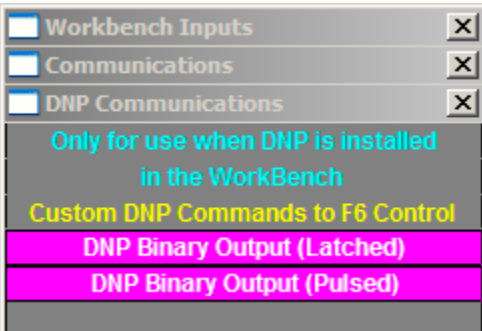 Workbench Inputs
Communications
DNP Communications
Only for use when DNP is installed
in the WorkBench
Custom DNP Commands to F6 Control
DNP Binary Output (Latched)
DNP Binary Output (Pulsed)